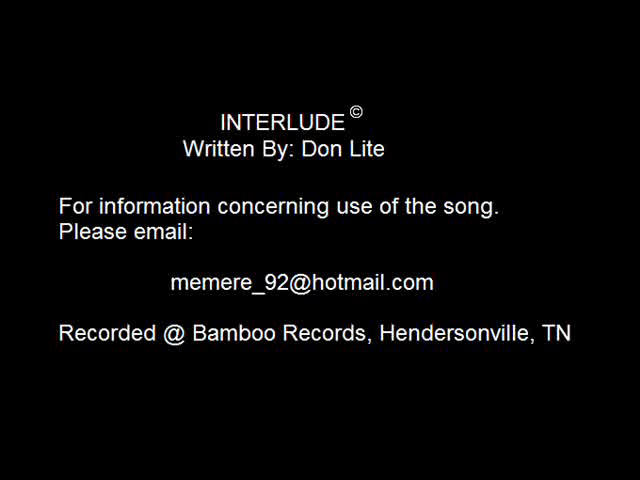 INTERLUDE ©
Written By: Don Lite
For information concerning use of the song.
Please email:
memere_92@hotmail.com
Recorded @ Bamboo Records, Hendersonville, TN